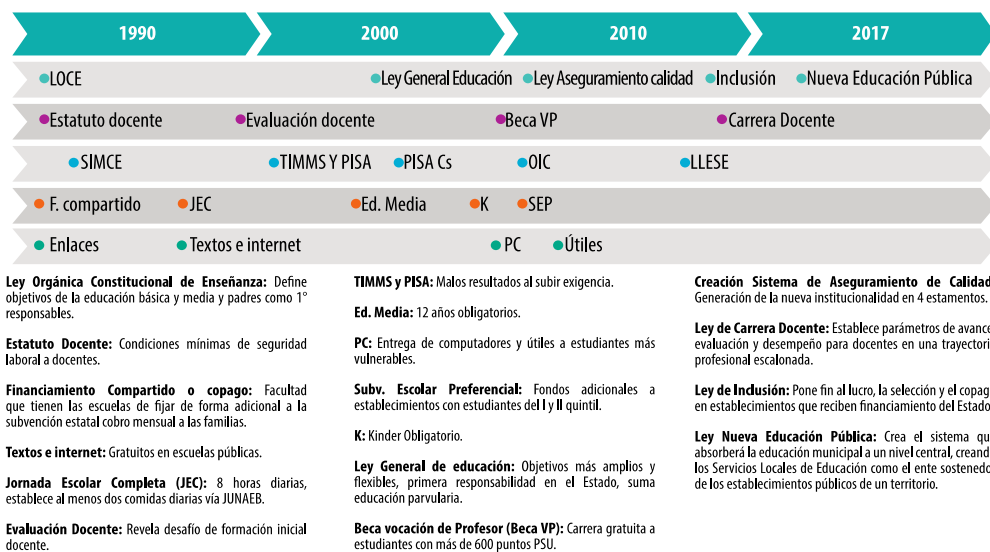 1990 2000 2010 2017
LOCE Ley General Educación Ley Aseguramiento calidad Inclusión Nueva Educación Pública
Estatuto docente Evaluación docente Beca VP Carrera Docente
SIMCE TIMMS Y PISA PISA Cs OIC LLESE
F. compartido JEC Ed. Media K SEP
Enlaces Textos e internet PC Útiles
Ley Orgánica Constitucional de Enseñanza: Define
objetivos de la educación básica y media y padres como 1°
responsables.
Estatuto Docente: Condiciones mínimas de seguridad
laboral a docentes.
Financiamiento Compartido o copago: Facultad
que tienen las escuelas de fijar de forma adicional a la
subvención estatal cobro mensual a las familias.
Textos e internet: Gratuitos en escuelas públicas.
Jornada Escolar Completa (JEC): 8 horas diarias,
establece al menos dos comidas diarias vía JUNAEB.
Evaluación Docente: Revela desafío de formación inicial
docente.
TIMMS y PISA: Malos resultados al subir exigencia.
Ed. Media: 12 años obligatorios.
PC: Entrega de computadores y útiles a estudiantes más
vulnerables.
Subv. Escolar Preferencial: Fondos adicionales a
establecimientos con estudiantes del I y II quintil.
K: Kinder Obligatorio.
Ley General de educación: Objetivos más amplios y
flexibles, primera responsabilidad en el Estado, suma
educación parvularia.
Beca vocación de Profesor (Beca VP): Carrera gratuita a
estudiantes con más de 600 puntos PSU.
Creación Sistema de Aseguramiento de Calidad
Generación de la nueva institucionalidad en 4 estamentos.
Ley de Carrera Docente: Establece parámetros de avance
evaluación y desempeño para docentes en una trayectori
profesional escalonada.
Ley de Inclusión: Pone fin al lucro, la selección y el copag
en establecimientos que reciben financiamiento del Estado
Ley Nueva Educación Pública: Crea el sistema qu
absorberá la educación municipal a un nivel central, creand
los Servicios Locales de Educación como el ente sostenedo
de los establecimientos públicos de un territorio.